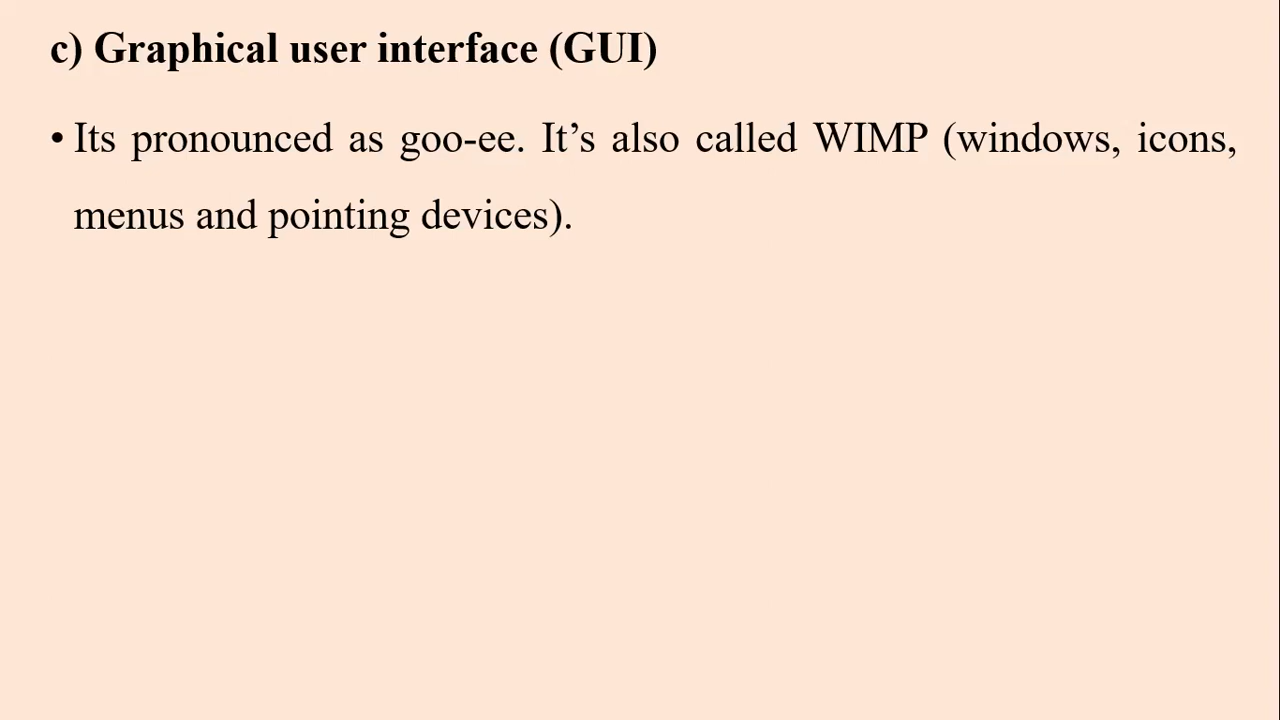 c) Graphical user interface (GUI)
• Its pronounced as goo-ee. It’s also called WIMP (windows, icons,
menus and pointing devices).